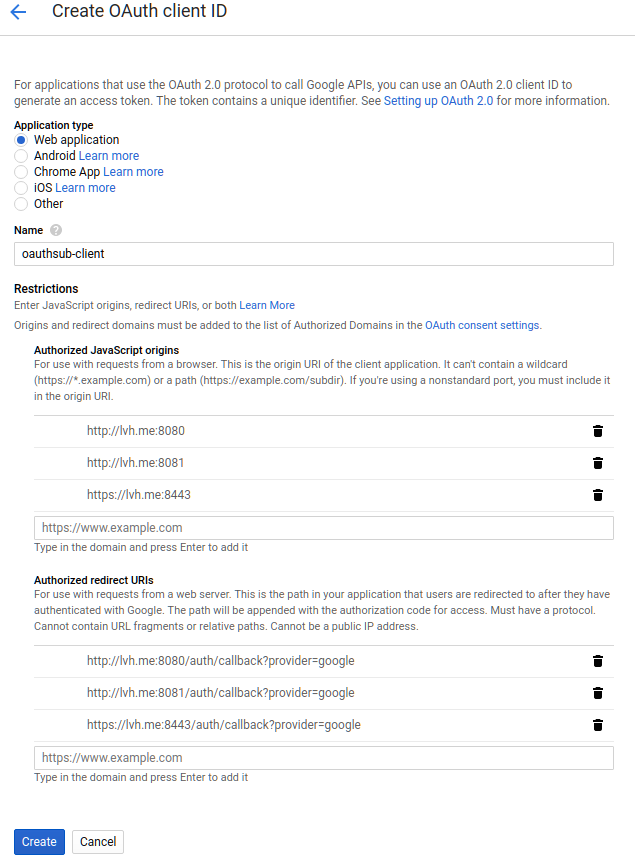 Create OAuth client ID
For applications that use the OAuth 2.0 protocol to call Google APIs, you can use an OAuth 2.0 client ID to
generate an access token. The token contains a unique identifier. See Setting up OAuth 2.0 for more information.
Application type
Web application
Android Learn more
Chrome App Learn more
iOS Learn more
Other
Name ?
oauthsub-client
Restrictions
Enter JavaScript origins, redirect URIs, or both Learn More
Origins and redirect domains must be added to the list of Authorized Domains in the OAuth consent settings.
Authorized JavaScript origins
For use with requests from a browser. This is the origin URI of the client application. It can't contain a wildcard
(https://*.example.com) or a path (https://example.com/subdir). If you're using a nonstandard port, you must include it
in the origin URI.
http://lvh.me:8080
http://lvh.me:8081
https://lvh.me:8443
https://www.example.com
Type in the domain and press Enter to add it
Authorized redirect URIs
For use with requests from a web server. This is the path in your application that users are redirected to after they have
authenticated with Google. The path will be appended with the authorization code for access. Must have a protocol.
Cannot contain URL fragments or relative paths. Cannot be a public IP address.
http://lvh.me:8080/auth/callback?provider=google
http://lvh.me:8081/auth/callback?provider=google
https://lvh.me:8443/auth/callback?provider=google
https://www.example.com
Type in the domain and press Enter to add it
Create Cancel